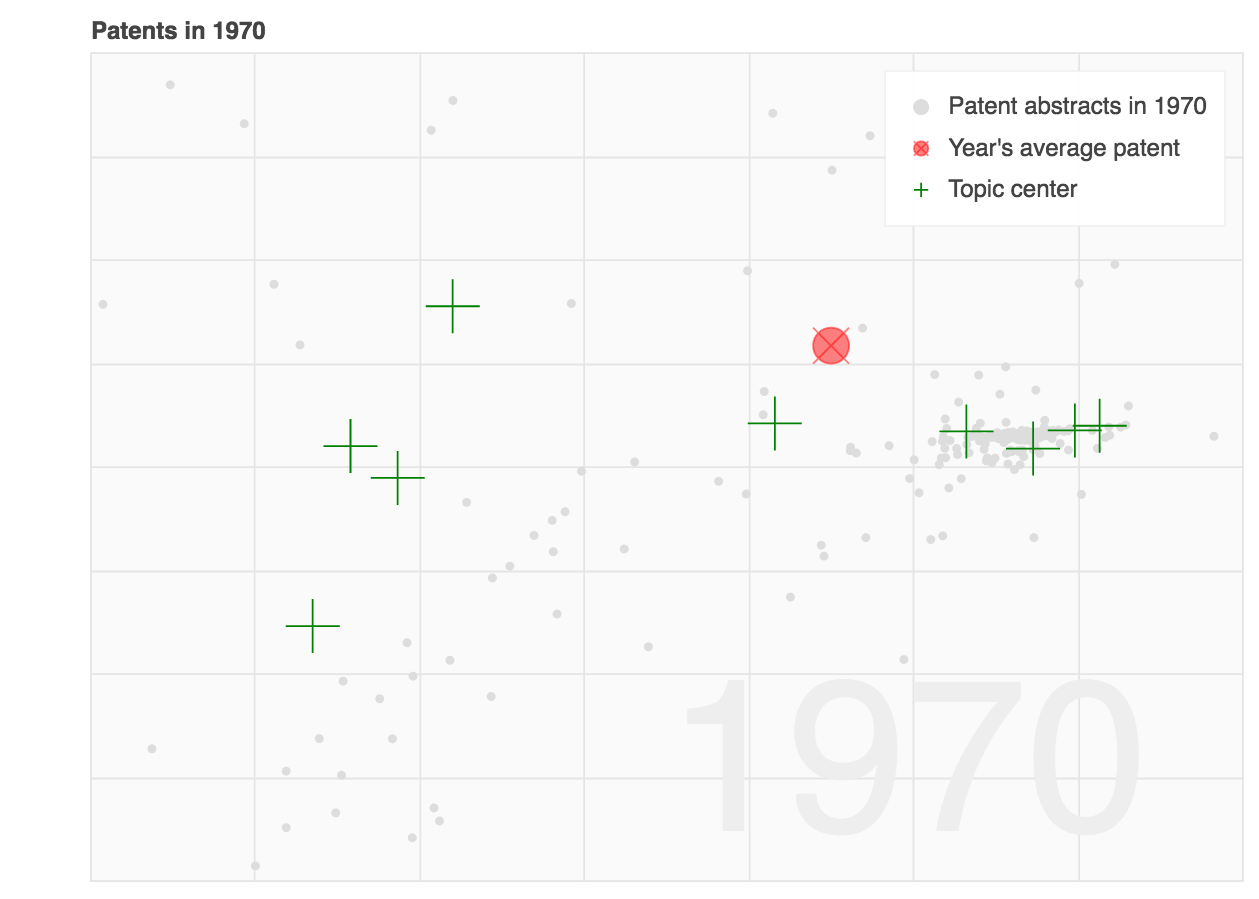 Patents in 1970
Patent abstracts in 1970
Year's average patent
Topic center
1970